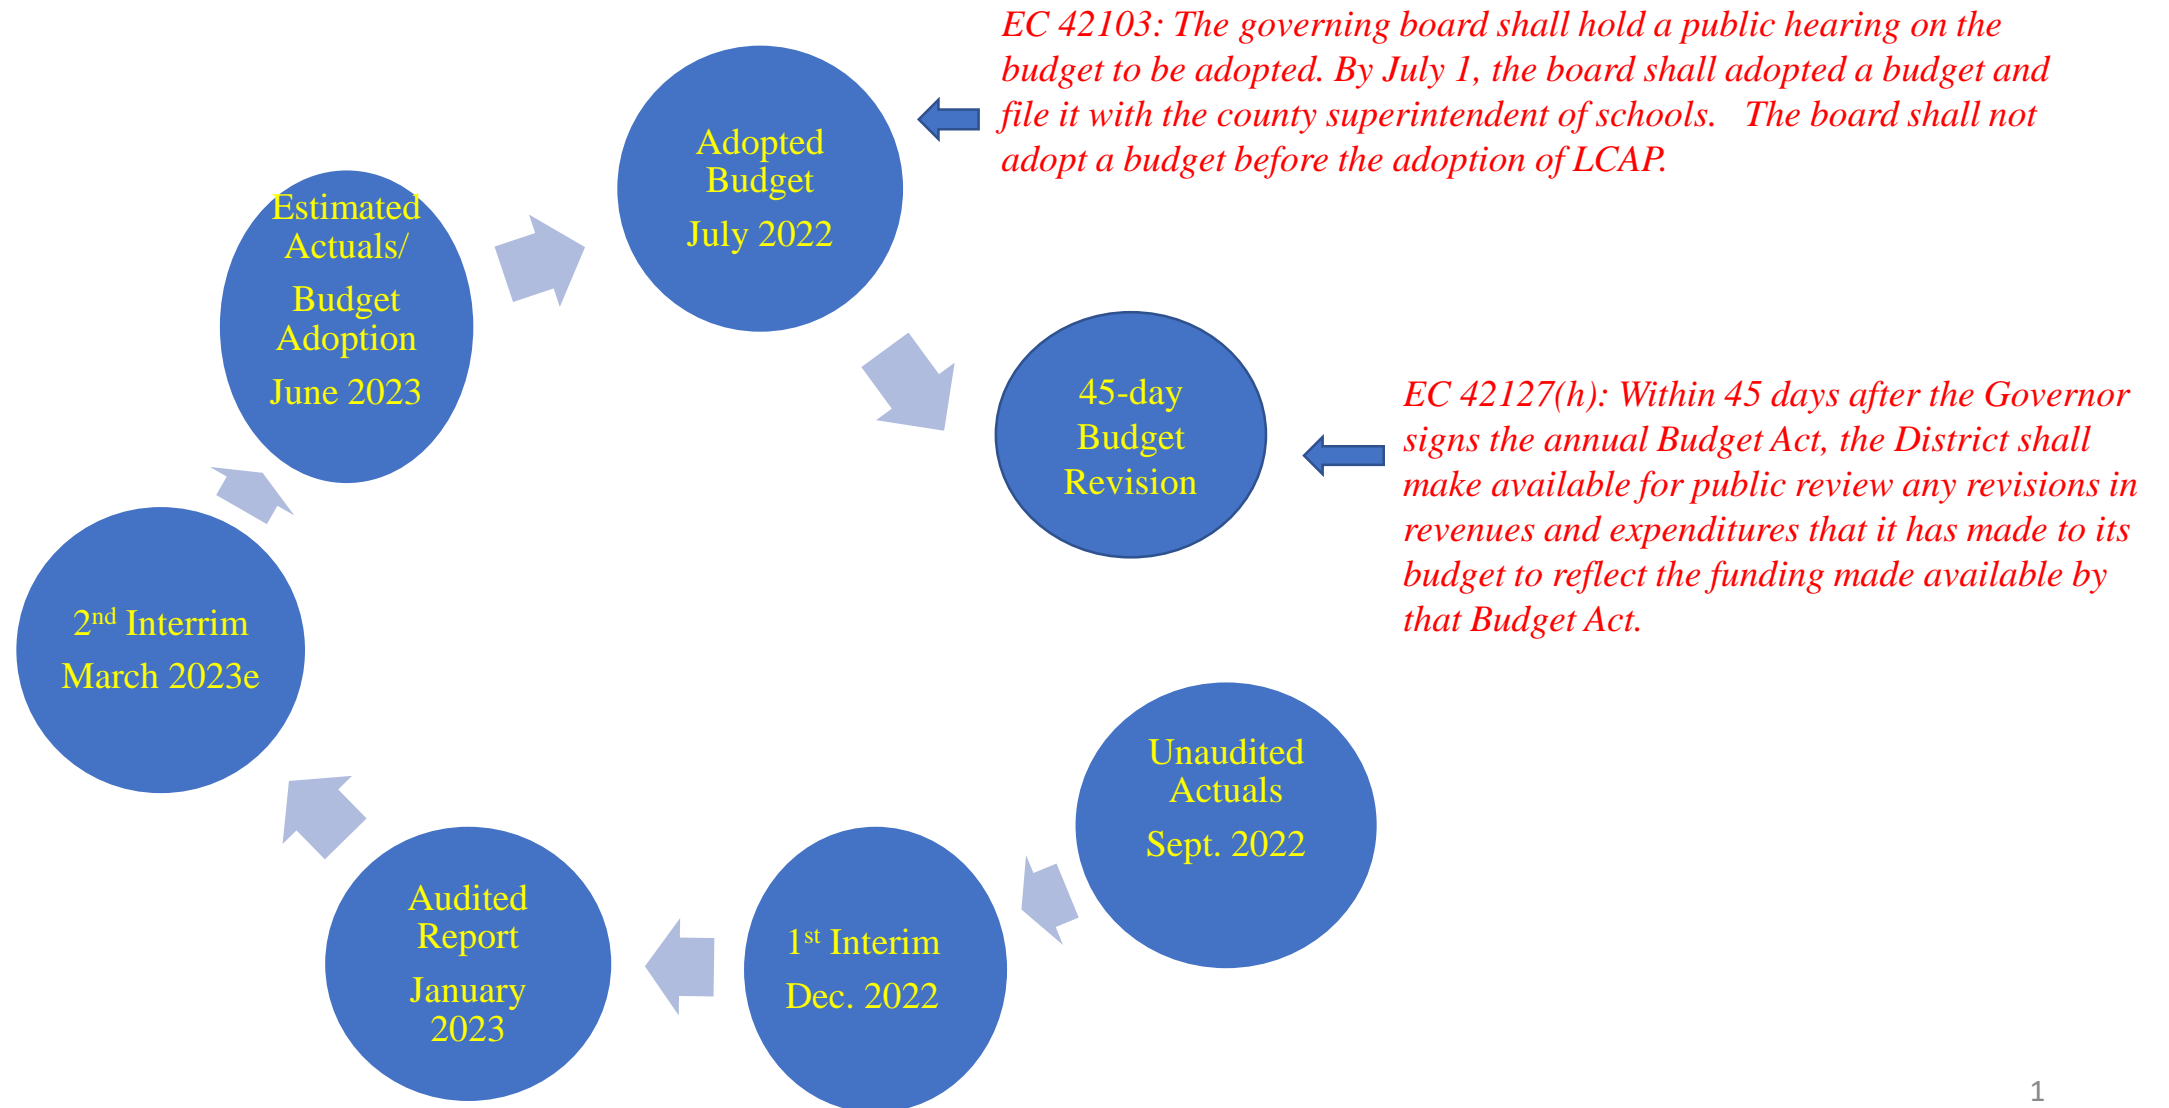 EC 42103: The governing board shall hold a public hearing on the
budget to be adopted. By July 1, the board shall adopted a budget and
file it with the county superintendent of schools.   The board shall not
adopt a budget before the adoption of LCAP.
Adopted
Budget
July 2022
45-day
Budget
Revision
EC 42127(h): Within 45 days after the Governor
signs the annual Budget Act, the District shall
make available for public review any revisions in
revenues and expenditures that it has made to its
budget to reflect the funding made available by
that Budget Act.
Unaudited
Actuals
Sept. 2022
1st Interim
Dec. 2022
Audited
Report
January
2023
2nd Interrim
March 2023e
Estimated
Actuals/
Budget
Adoption
June 2023
1